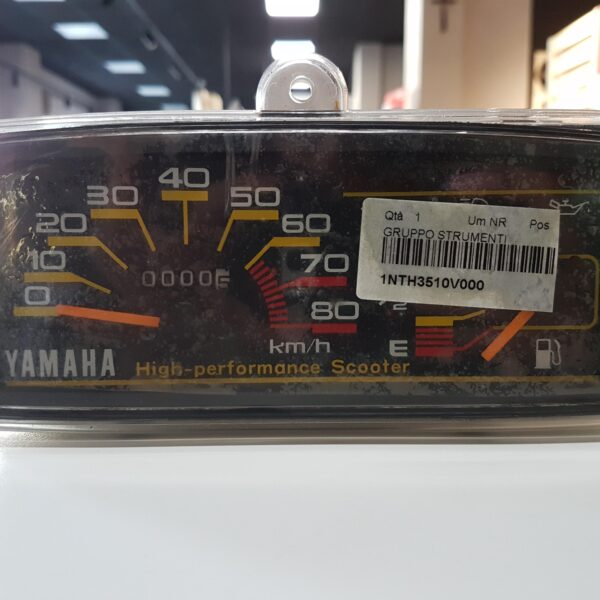 40
30
50
20
60
10
0
0000
70
80
km/h
YAMAHA
High-performance Scooter
Qtà 1 Um NR Pos
GRUPPO STRUMENTI
1NTH3510V000
E